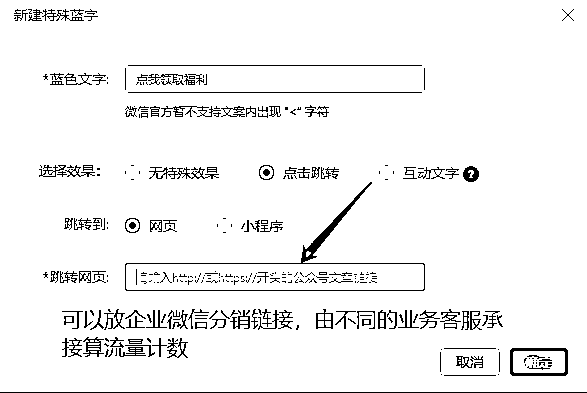 新建特殊蓝字
*蓝色文字: 点我领取福利
微信官方暂不支持文案内出现 "<" 字符
选择效果: 无特殊效果 点击跳转 互动文字 ?
跳转到: 网页 小程序
*跳转网页: 请输入http://或https://开头的公众号文章链接
可以放企业微信分销链接，由不同的业务客服承
接算流量计数
取消 确定